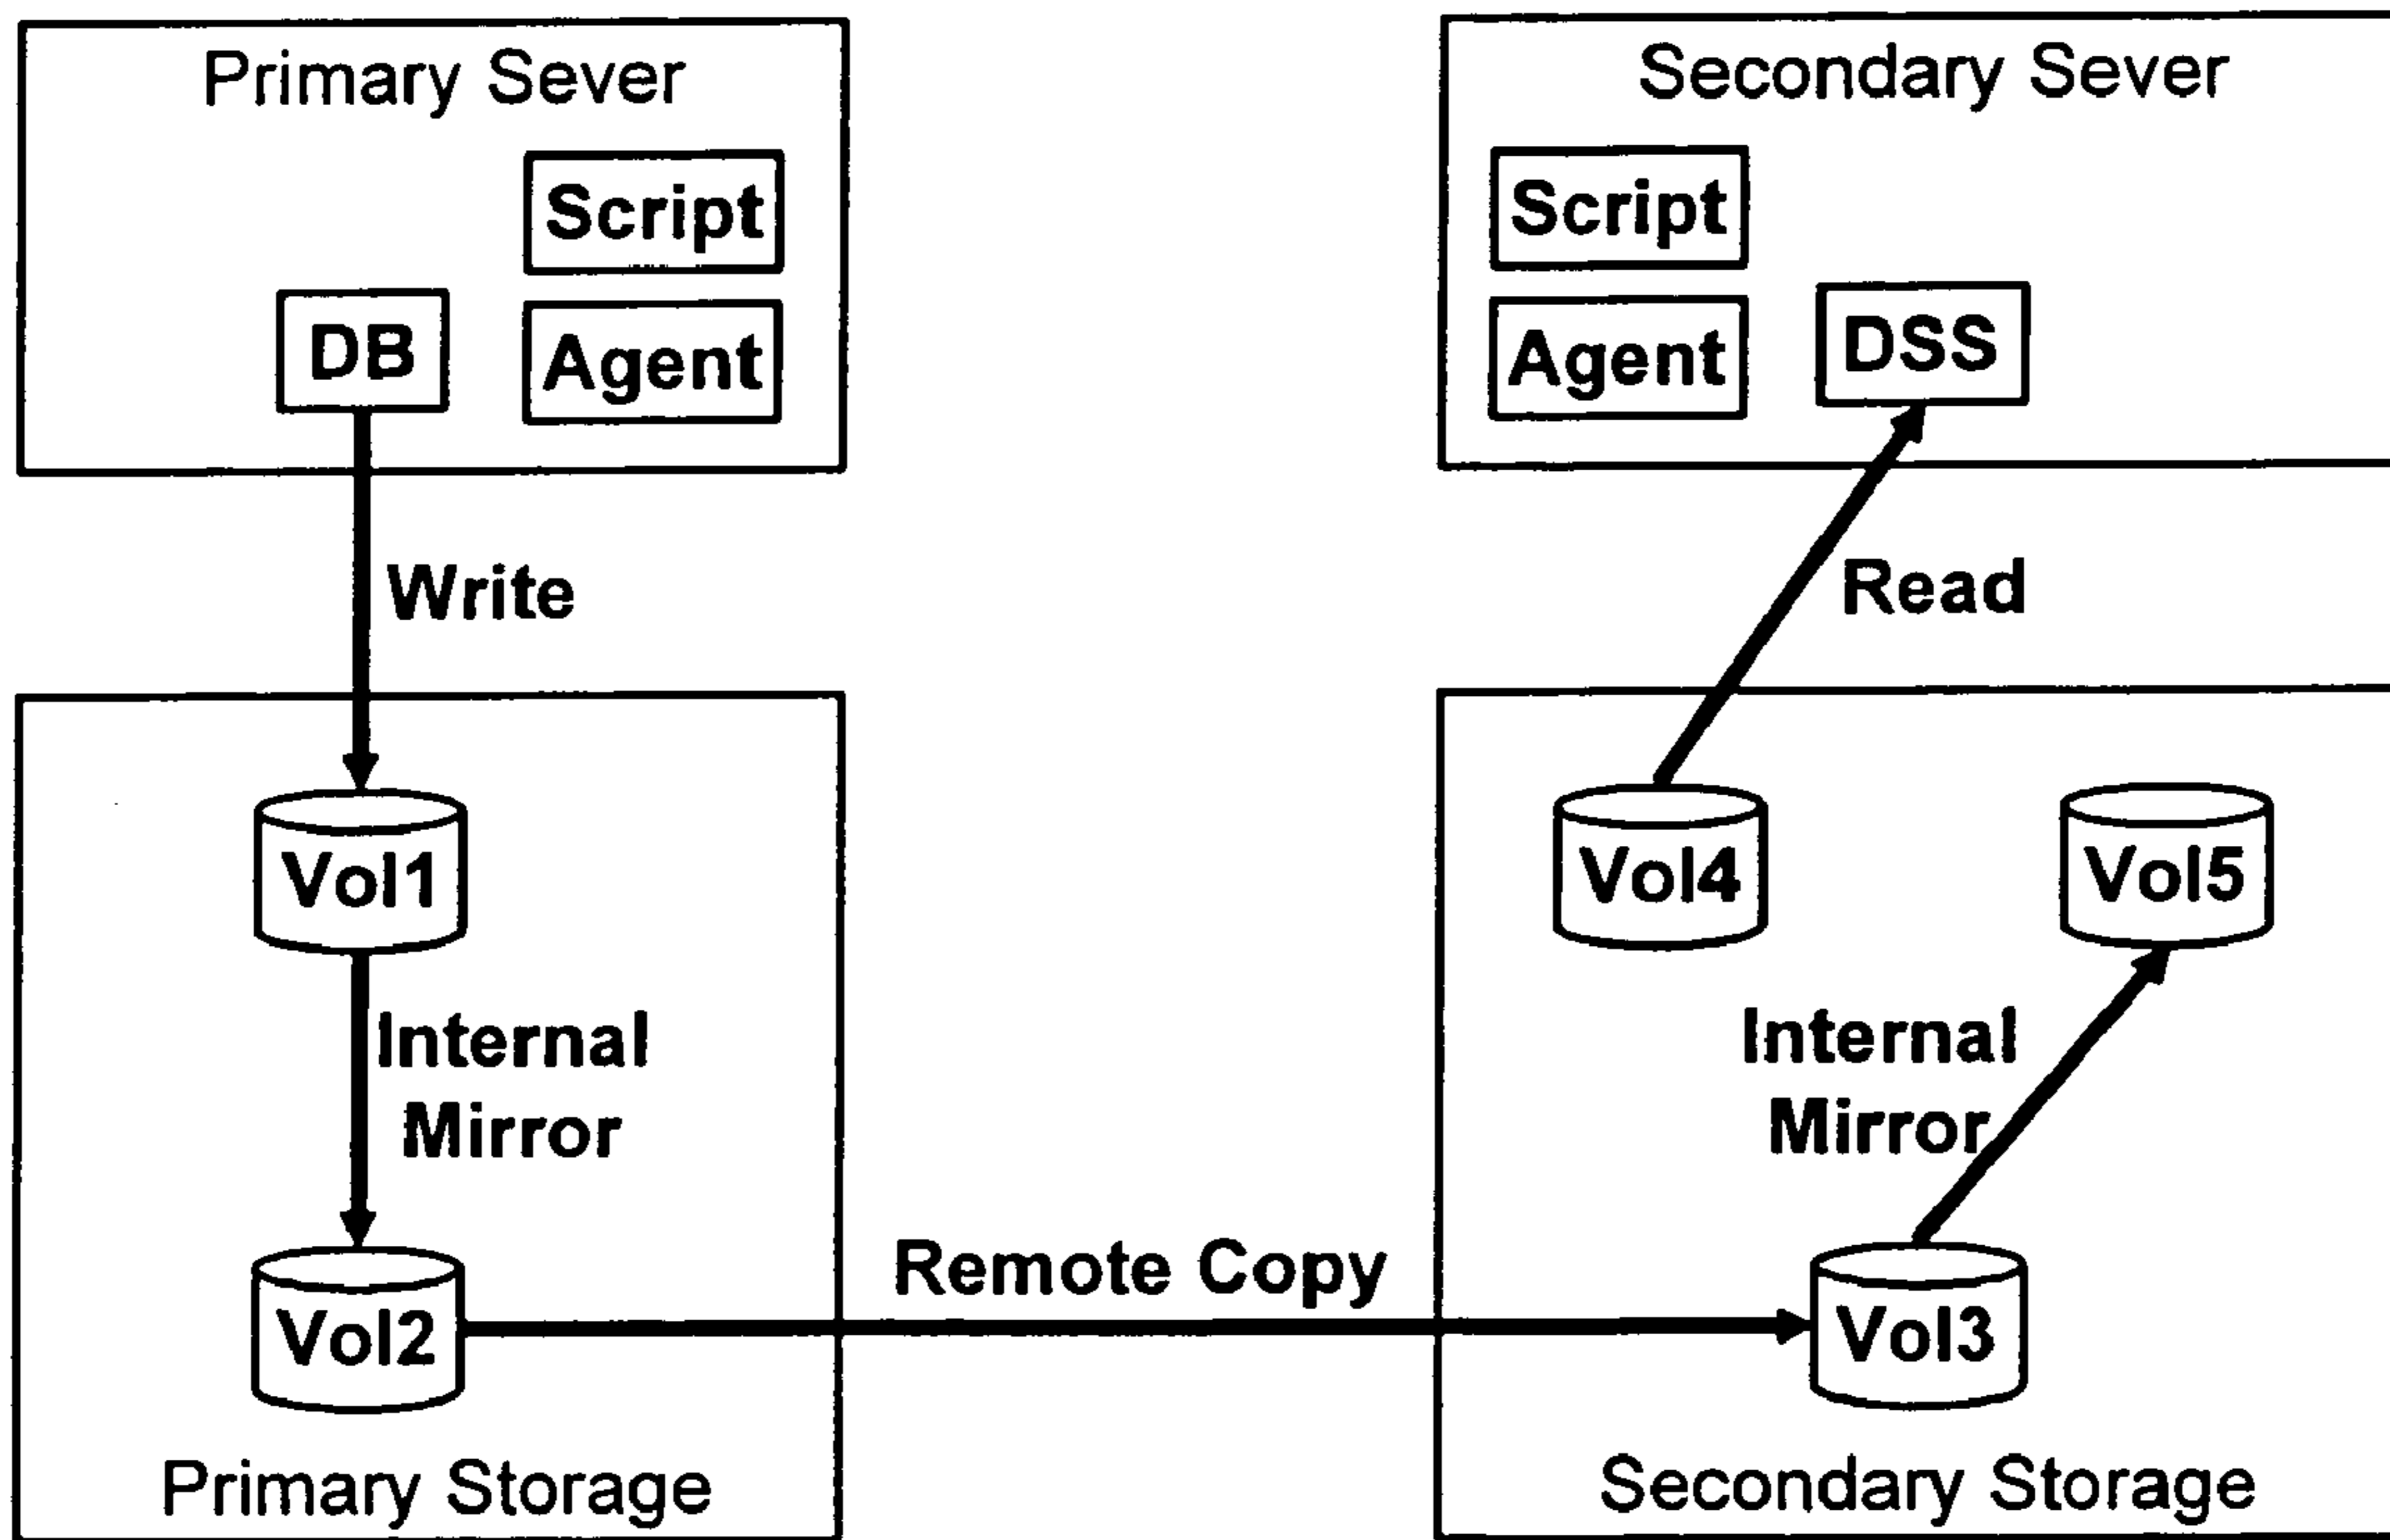 Primary Sever
Script
DB
Agent
Write
Vol1
Internal
Mirror
Vol2
Primary Storage
Remote Copy
Secondary Sever
Script
Agent
DSS
Read
Vol4
Vol5
Internal
Mirror
Vol3
Secondary Storage